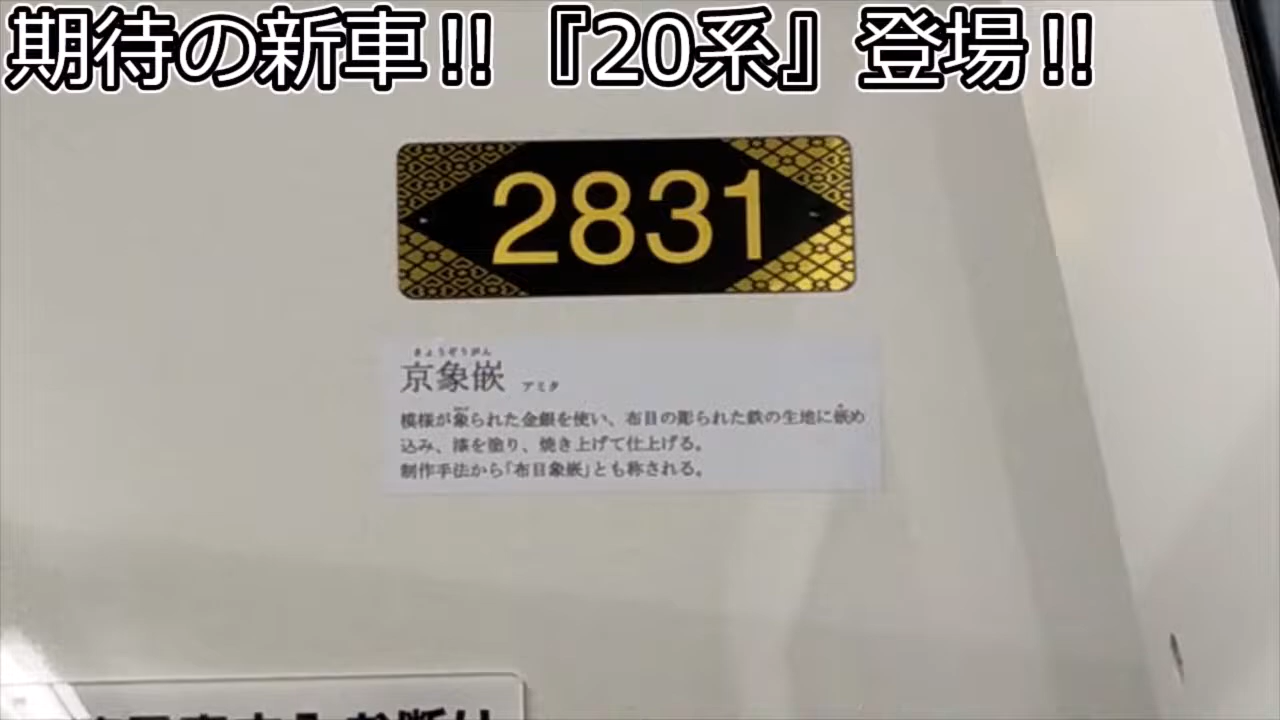 期待の新車!!『20系』登場!!
2831
きょうぞうがん
京象嵌 アミタ
模様が象られた金銀を使い、布目の彫られた鉄の生地に嵌め
込み、漆を塗り、焼き上げて仕上げる。
制作手法から「布目象嵌」とも称される。